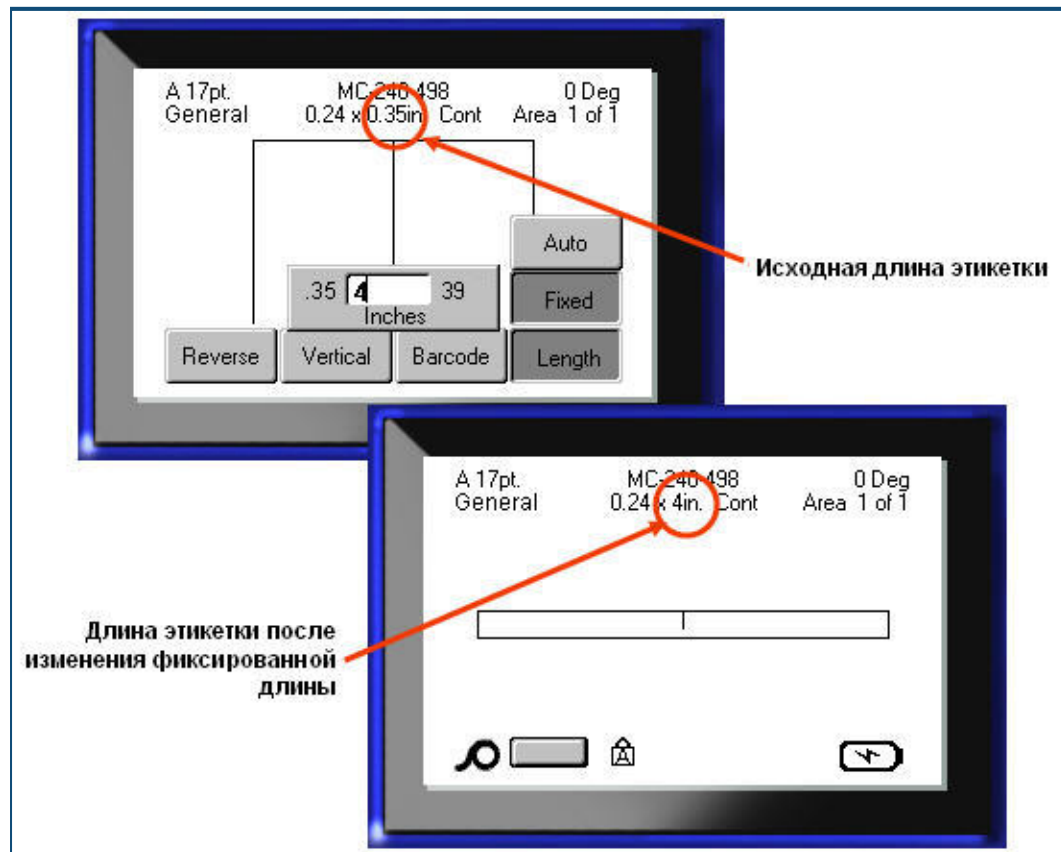 A 17pt. MC-240-498 0 Deg
General 0.24 x 0.35in. Cont Area 1 of 1
Auto
Исходная длина этикетки
.35 4 39 Fixed
Inches
Reverse Vertical Barcode Length
A 17pt. MC-240-498 0 Deg
General 0.24 x 4in. Cont Area 1 of 1
Длина этикетки после
изменения фиксированной
длины
A